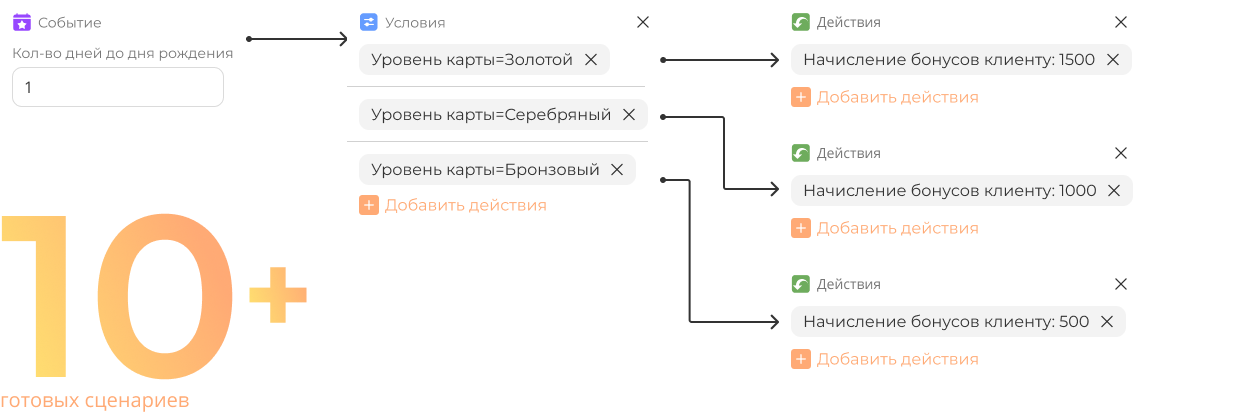 Событие
Кол-во дней до дня рождения
1
Условия
Уровень карты=Золотой
Уровень карты=Серебряный
Уровень карты=Бронзовый
Добавить действия
Действия
Начисление бонусов клиенту: 1500
Добавить действия
Действия
Начисление бонусов клиенту: 1000
Добавить действия
Действия
Начисление бонусов клиенту: 500
Добавить действия
10+
готовых сценариев